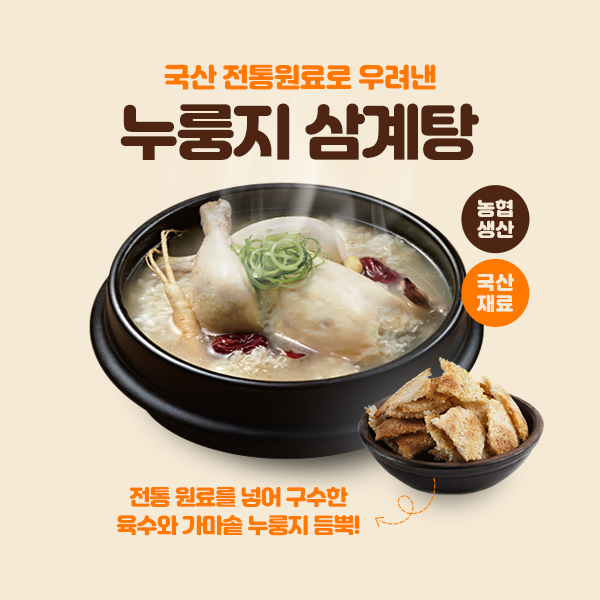 국산 전통원료로 우려낸
누룽지 삼계탕
농협
생산
국산
재료
전통 원료를 넣어 구수한
육수와 가마솥 누룽지 듬뿍!